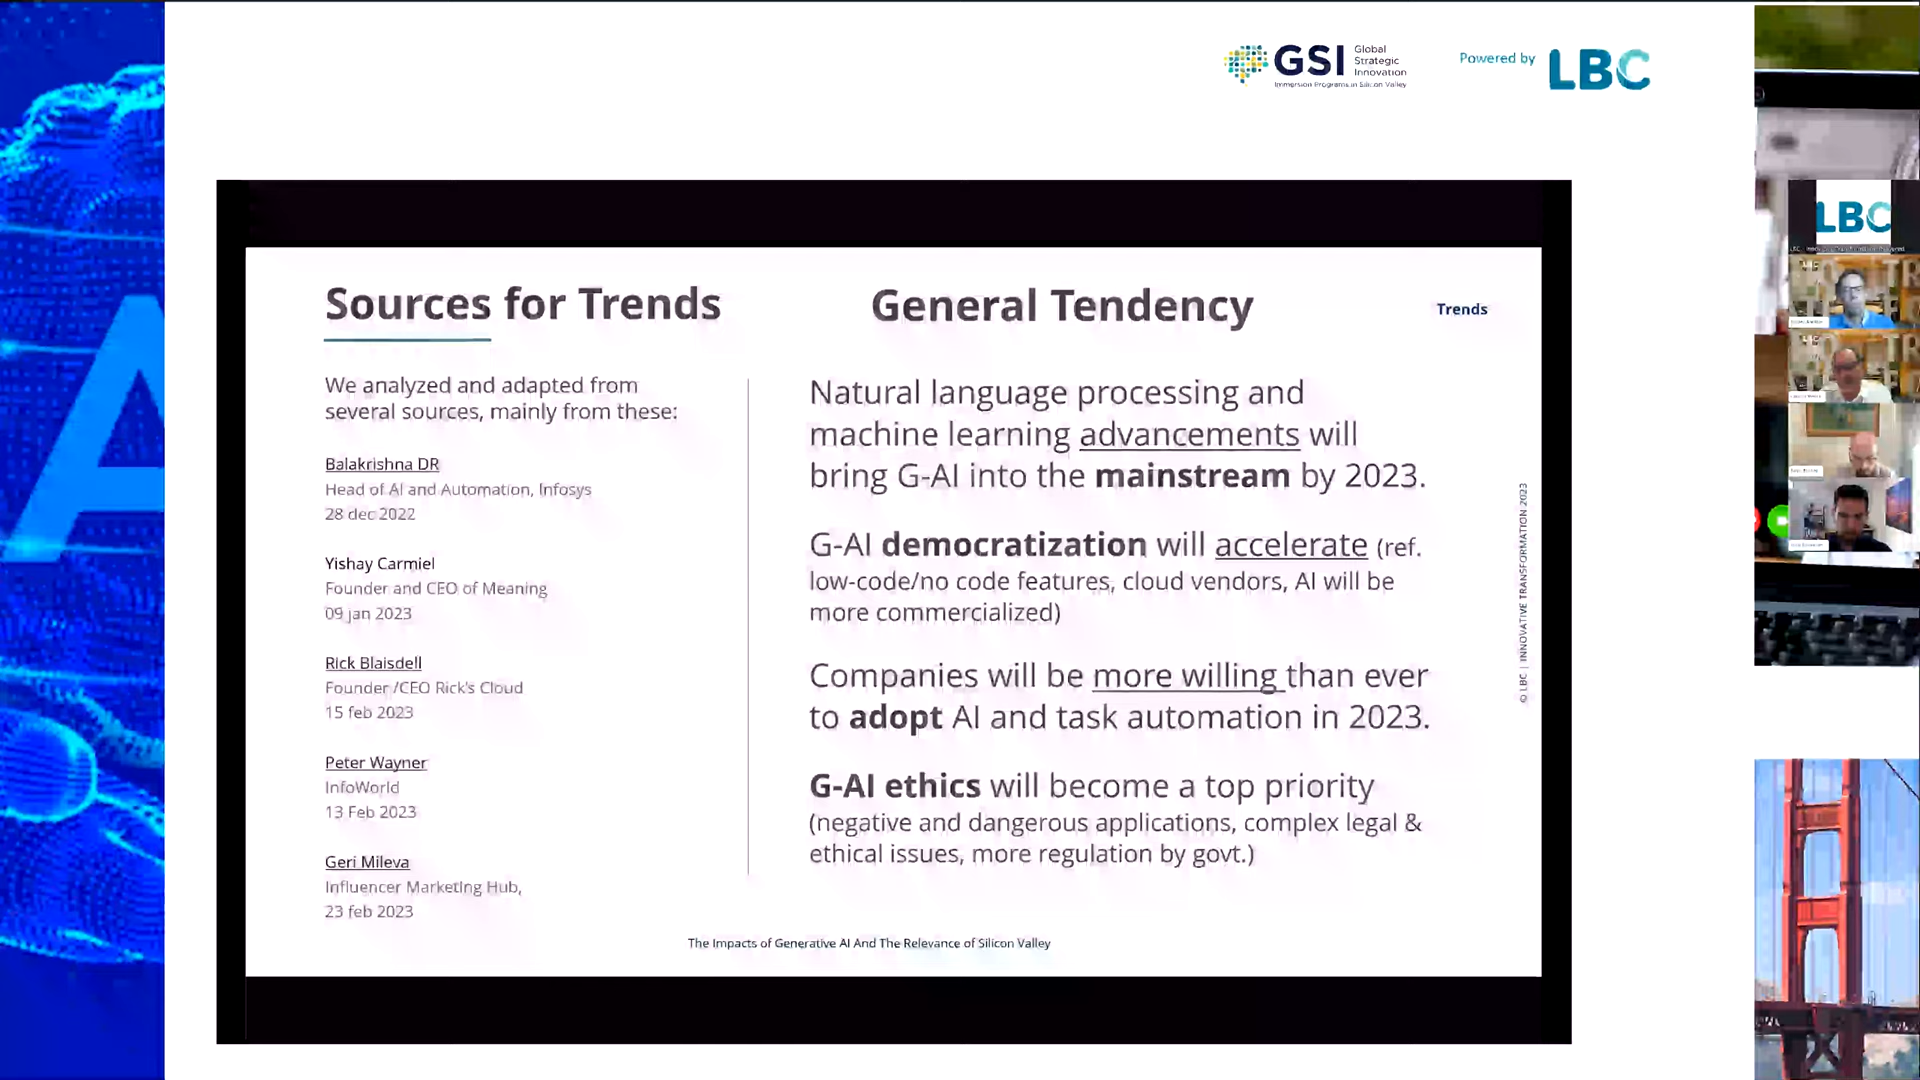 GSI
Global
Strategic
Innovation
Immersion Programs in Silicon Valley
Powered by
LBC
Sources for Trends
We analyzed and adapted from
several sources, mainly from these:
Balakrishna DR
Head of AI and Automation, Infosys
28 dec 2022
Yishay Carmiel
Founder and CEO of Meaning
09 jan 2023
Rick Blaisdell
Founder /CEO Rick's Cloud
15 feb 2023
Peter Wayner
InfoWorld
13 Feb 2023
Geri Mileva
Influencer Marketing Hub,
23 feb 2023
General Tendency
Trends
Natural language processing and
machine learning advancements will
bring G-AI into the mainstream by 2023.
G-AI democratization will accelerate (ref.
low-code/no code features, cloud vendors, AI will be
more commercialized)
Companies will be more willing than ever
to adopt AI and task automation in 2023.
G-AI ethics will become a top priority
(negative and dangerous applications, complex legal &
ethical issues, more regulation by govt.)
The Impacts of Generative AI And The Relevance of Silicon Valley
© LBC | INNOVATIVE TRANSFORMATION 2023
LBC
A